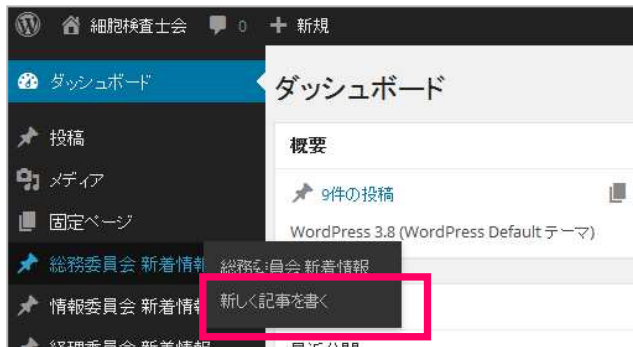 細胞検査士会 0 + 新規
ダッシュボード
ダッシュボード
投稿
メディア
固定ページ
総務委員会 新着情報
情報委員会 新着情報
概要
9件の投稿
WordPress 3.8 (WordPress Default テーマ)
総務委員会 新着情報
新しく記事を書く